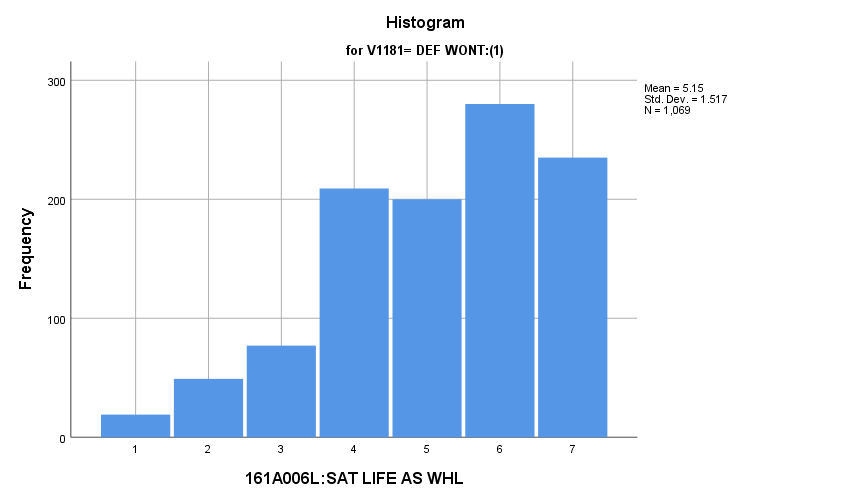 Histogram
for V1181= DEF WONT:(1)
Mean = 5.15
Std. Dev. = 1.517
N = 1,069
Frequency
300
200
100
0
1 2 3 4 5 6 7
161A006L:SAT LIFE AS WHL